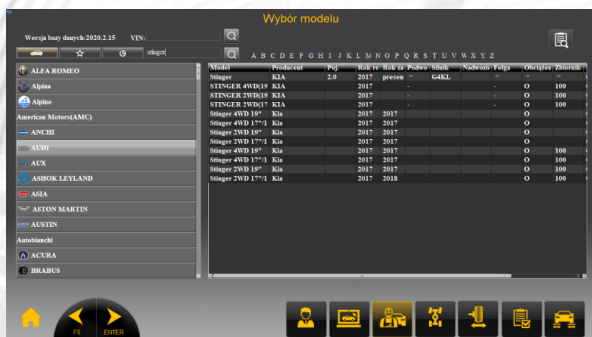 Wybór modelu
Wersja bazy danych:2020.2.15 VIN:
stinger
A B C D E F G H I J K L M N O P Q R S T U V W X Y Z
ALFA ROMEO
Alpina
Alpine
American Motors(AMC)
ANCHI
AUDI
AUX
ASHOK LEYLAND
ASIA
ASTON MARTIN
AUSTIN
Autobianchi
ACURA
BRABUS
Model Producent Poj. Rok re Rok za Podwo Silnik Nadwozi Felga Obciążen Zbiornik
Stinger KIA 2.0 2017 presen - G4KL - - - -
STINGER 4WD(19 KIA 2017 - - O 100
STINGER 2WD(19 KIA 2017 - - O 100
STINGER 2WD(17 KIA 2017 - - O 100
Stinger 4WD 19" Kia 2017 2017 O
Stinger 4WD 17"/1 Kia 2017 2017 O
Stinger 2WD 19" Kia 2017 2017 O
Stinger 2WD 17"/1 Kia 2017 2017 O
Stinger 4WD 19" Kia 2017 2017 O 100
Stinger 4WD 17"/1 Kia 2017 2017 O 100
Stinger 2WD 19" Kia 2017 2017 O 100
Stinger 2WD 17"/1 Kia 2017 2018 O 100
F5 ENTER